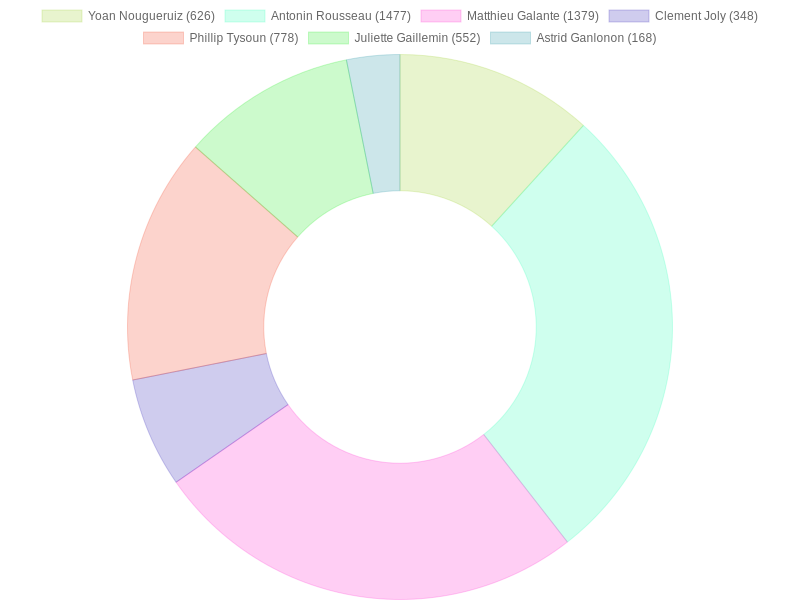 Yoan Nougueruiz (626) Antonin Rousseau (1477) Matthieu Galante (1379) Clement Joly (348)
Phillip Tysoun (778) Juliette Gaillemin (552) Astrid Ganlonon (168)